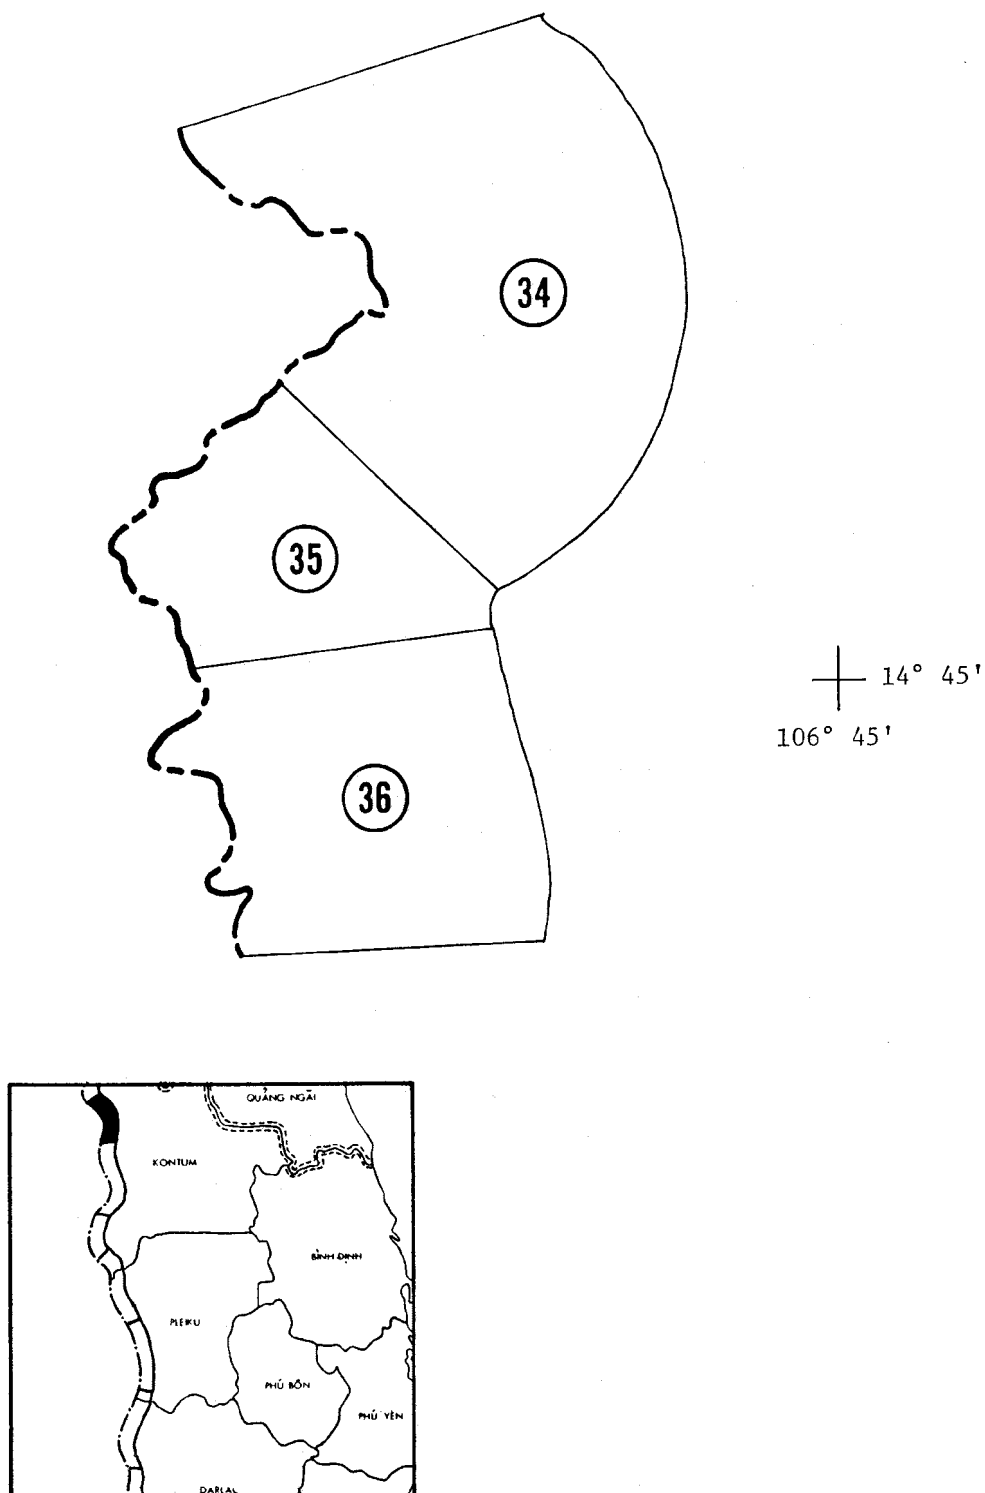 34
35
14° 45'
106° 45'
36
QUẢNG NGÃI
KONTUM
BÌNH ĐỊNH
PLEIKU
PHÚ BỔN
PHÚ YÊN
DARLAC